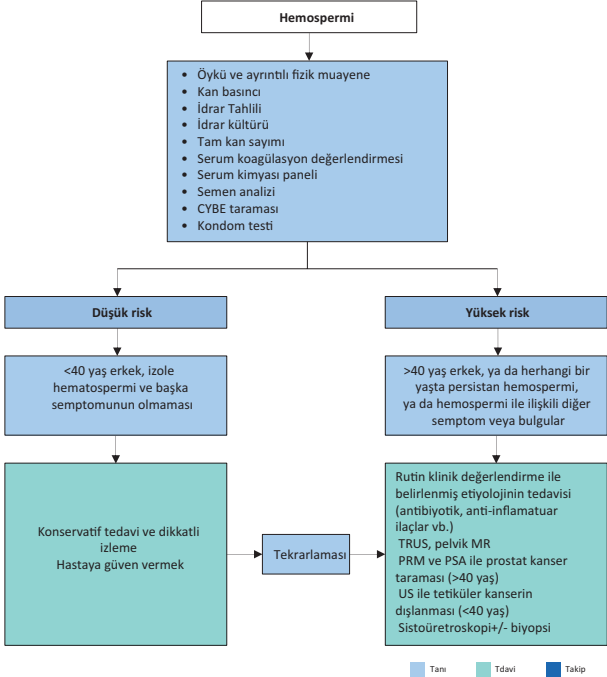 Hemospermi
• Öykü ve ayrıntılı fizik muayene
• Kan basıncı
• İdrar Tahlili
• İdrar kültürü
• Tam kan sayımı
• Serum koagülasyon değerlendirmesi
• Serum kimyası paneli
• Semen analizi
• CYBE taraması
• Kondom testi
Düşük risk
Yüksek risk
<40 yaş erkek, izole
hematospermi ve başka
semptomunun olmaması
>40 yaş erkek, ya da herhangi bir
yaşta persistan hemospermi,
ya da hemospermi ile ilişkili diğer
semptom veya bulgular
Konservatif tedavi ve dikkatli
izleme
Hastaya güven vermek
Tekrarlaması
Rutin klinik değerlendirme ile
belirlenmiş etiyolojinin tedavisi
(antibiyotik, anti-inflamatuar
ilaçlar vb.)
TRUS, pelvik MR
PRM ve PSA ile prostat kanser
taraması (>40 yaş)
US ile tetiküler kanserin
dışlanması (<40 yaş)
Sistoüretroskopi+/- biyopsi
Tanı
Tdavi
Takip